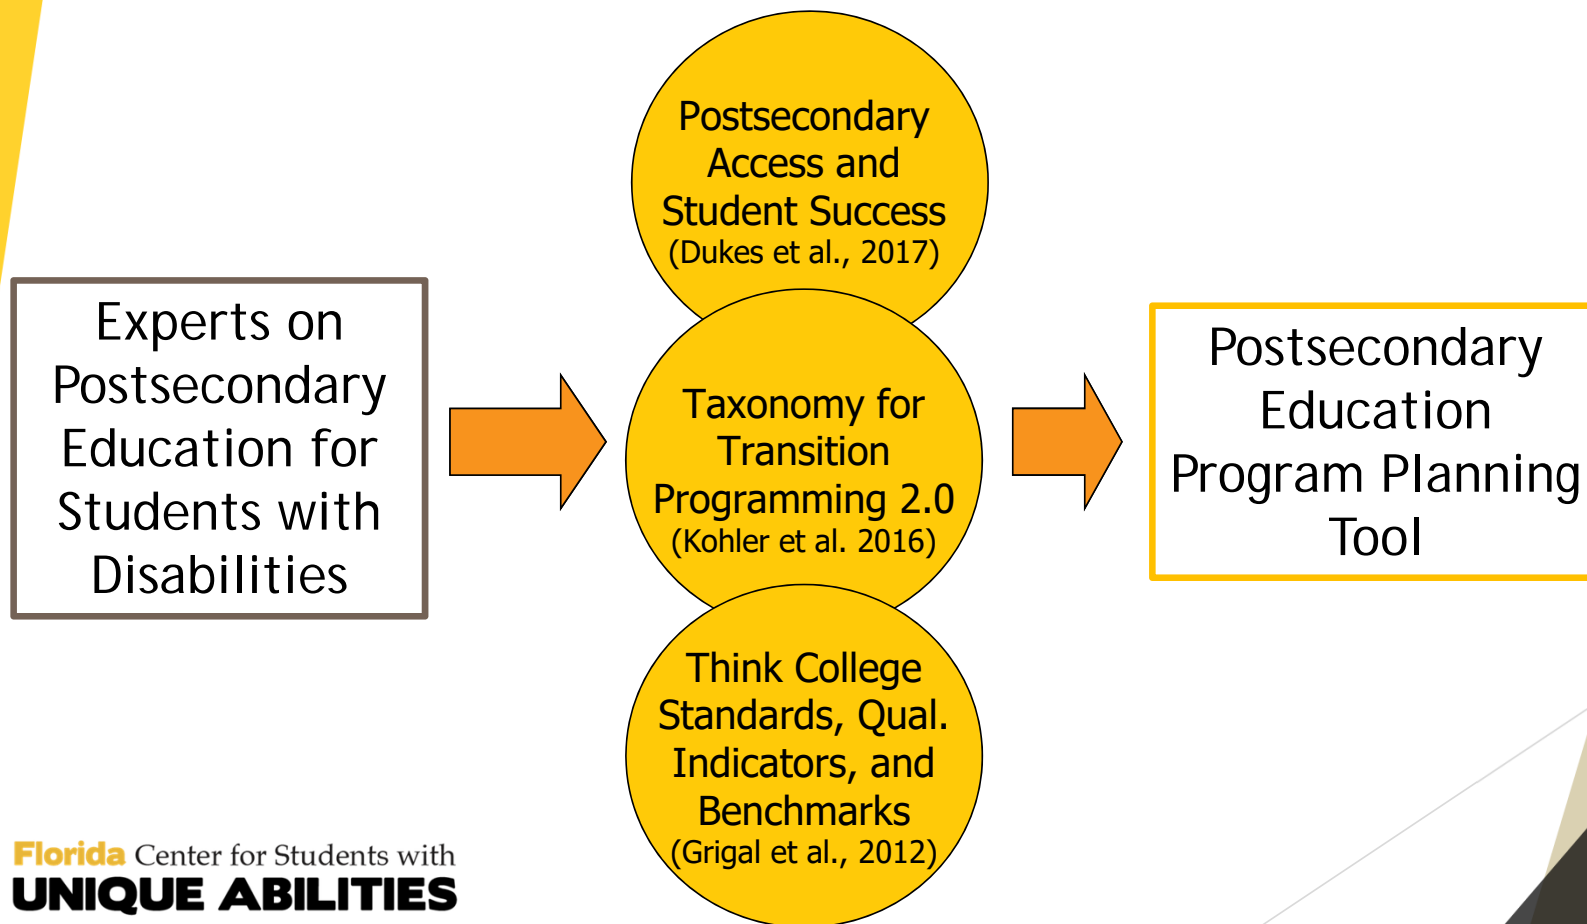 Experts on
Postsecondary
Education for
Students with
Disabilities
Postsecondary
Access and
Student Success
(Dukes et al., 2017)
Taxonomy for
Transition
Programming 2.0
(Kohler et al. 2016)
Think College
Standards, Qual.
Indicators, and
Benchmarks
(Grigal et al., 2012)
Postsecondary
Education
Program Planning
Tool
Florida Center for Students with
UNIQUE ABILITIES